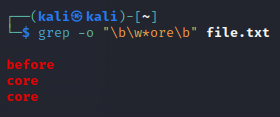 ┌──(kali㉿kali)-[~]
└─$ grep -o "\b\w*ore\b" file.txt
before
core
core